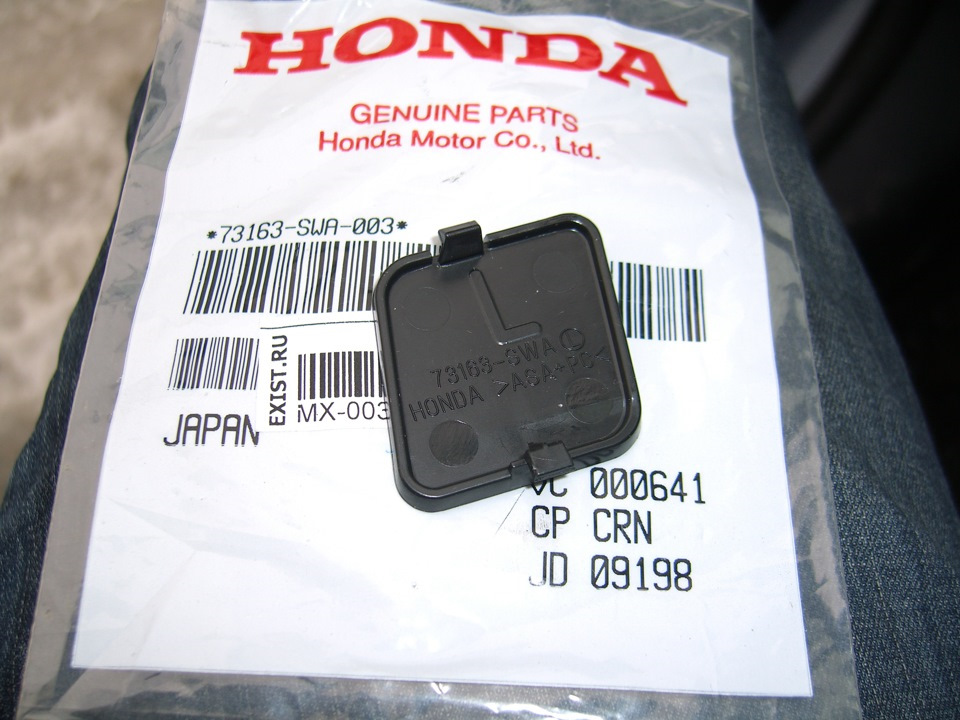 HONDA
GENUINE PARTS
Honda Motor Co., Ltd.
*73163-SWA-003*
EXIST.RU
MX-003
JAPAN
L
73163-SWA
HONDA >ASA+PC<
000641
CP CRN
JD 09198